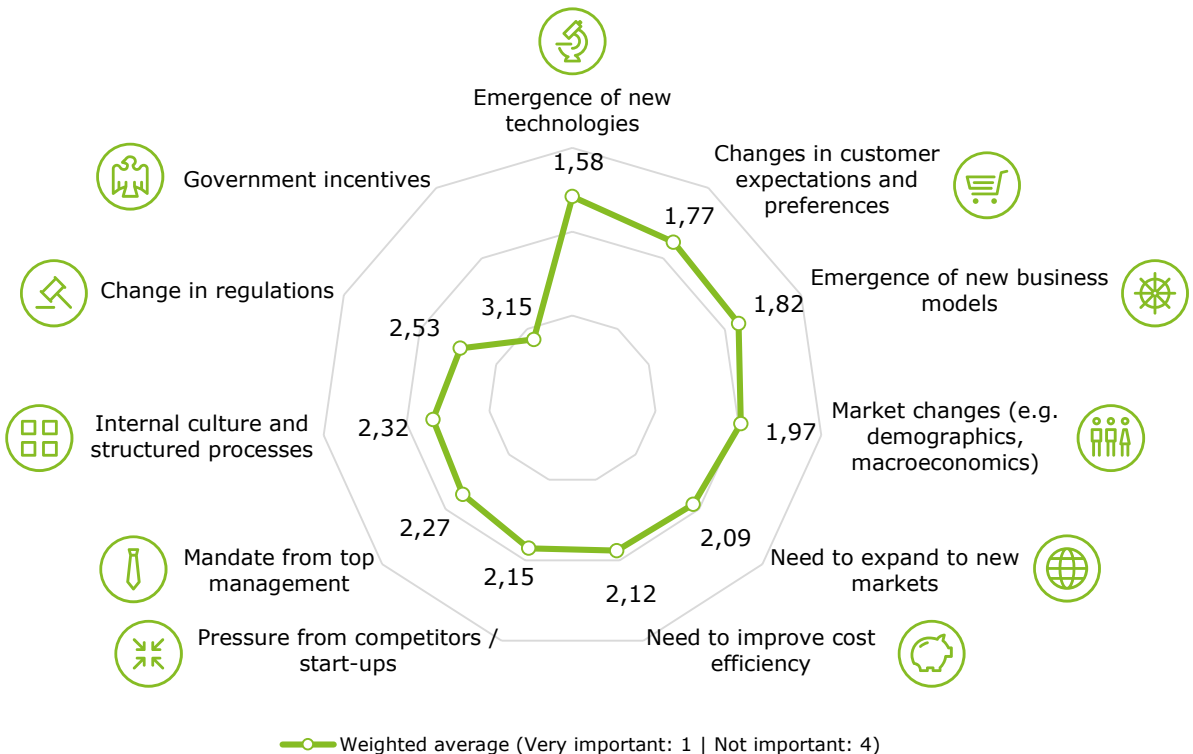 Emergence of new
technologies
1,58
Changes in customer
expectations and
preferences
1,77
Emergence of new business
models
1,82
Market changes (e.g.
demographics,
macroeconomics)
1,97
Need to expand to new
markets
2,09
Need to improve cost
efficiency
2,12
Pressure from competitors /
start-ups
2,15
Mandate from top
management
2,27
Internal culture and
structured processes
2,32
Change in regulations
2,53
Government incentives
3,15
Weighted average (Very important: 1 | Not important: 4)